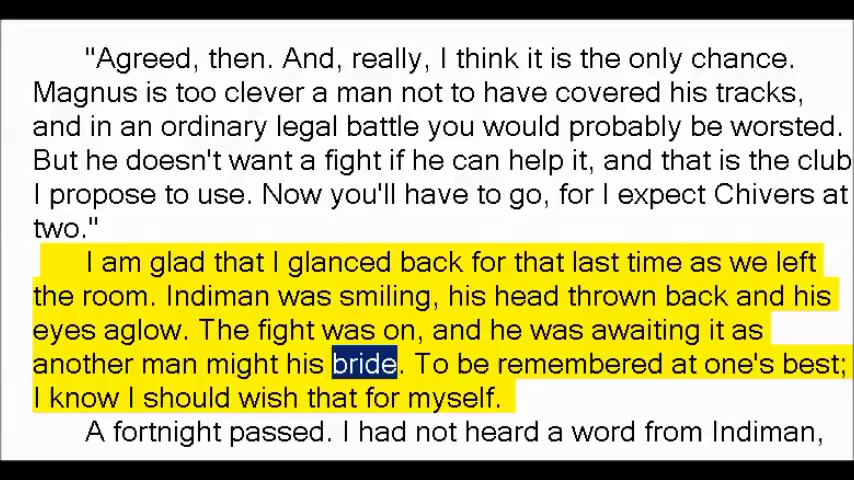 "Agreed, then. And, really, I think it is the only chance.
Magnus is too clever a man not to have covered his tracks,
and in an ordinary legal battle you would probably be worsted.
But he doesn't want a fight if he can help it, and that is the club
I propose to use. Now you'll have to go, for I expect Chivers at
two."
I am glad that I glanced back for that last time as we left
the room. Indiman was smiling, his head thrown back and his
eyes aglow. The fight was on, and he was awaiting it as
another man might his bride. To be remembered at one's best;
I know I should wish that for myself.
A fortnight passed. I had not heard a word from Indiman,